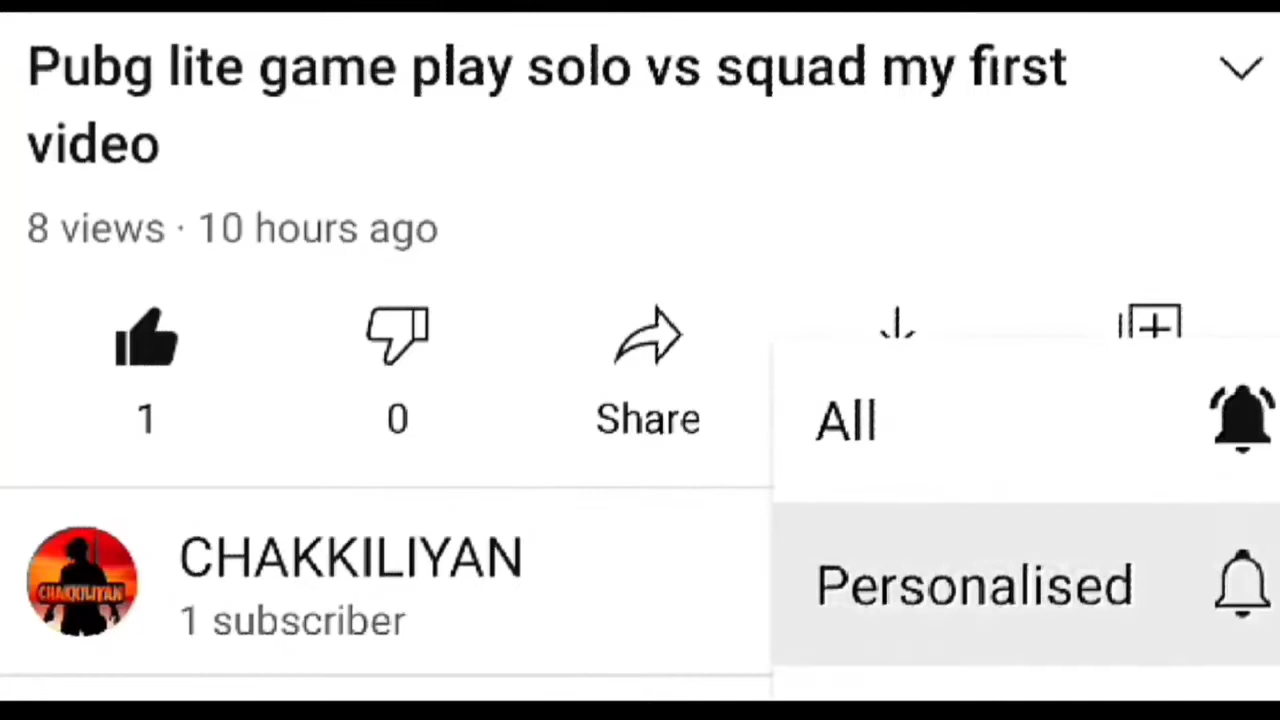 Pubg lite game play solo vs squad my first
video
8 views · 10 hours ago
1
0
Share
All
CHAKKILIYAN
CHAKKILIYAN
1 subscriber
Personalised